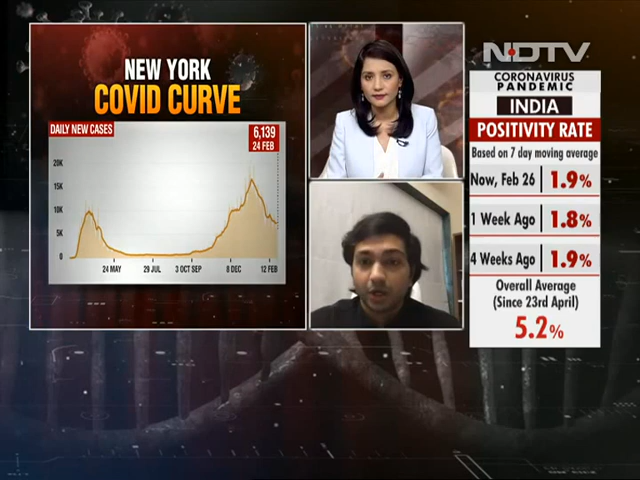 NEW YORK
COVID CURVE
DAILY NEW CASES
6,139
24 FEB
20K
15K
10K
5K
0
24 MAY
29 JUL
3 OCT SEP
8 DEC
12 FEB
NDTV
CORONAVIRUS
PANDEMIC
INDIA
POSITIVITY RATE
Based on 7 day moving average
Now, Feb 26 1.9%
1 Week Ago 1.8%
4 Weeks Ago 1.9%
Overall Average
(Since 23rd April)
5.2%